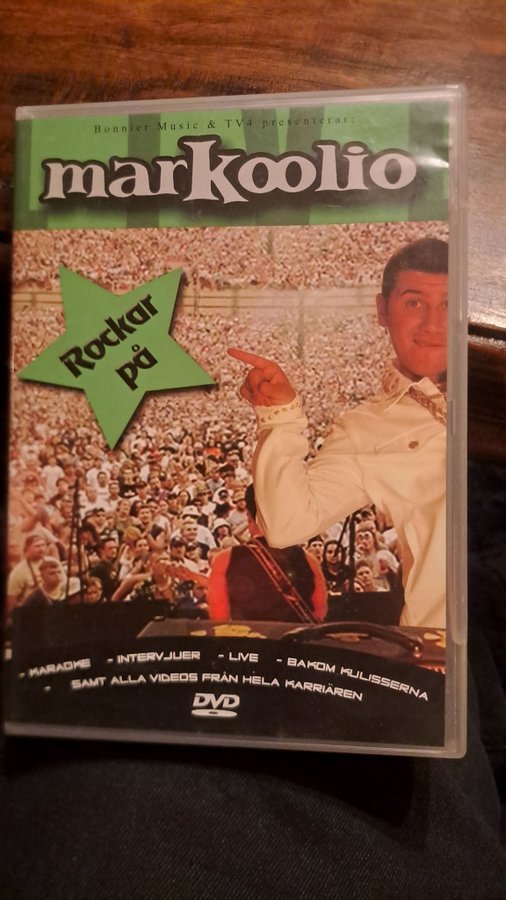 Bonnier Music & TV4 presenterar:
markoolio
Rockar
på
- KARAOKE - INTERVJUER - LIVE - BAKOM KULISSERNA
- SAMT ALLA VIDEOS FRÅN HELA KARRIÄREN
DVD